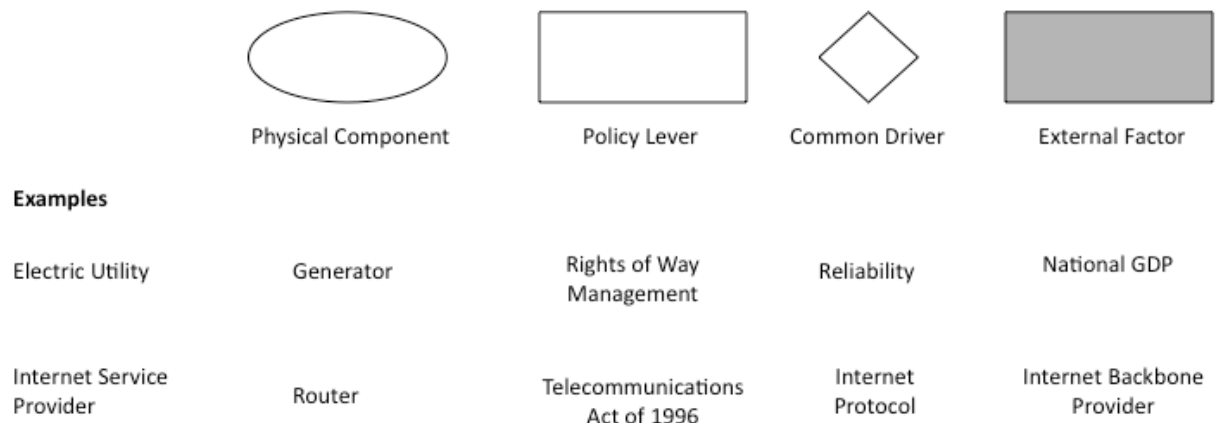 Physical Component Policy Lever Common Driver External Factor
Examples
Electric Utility Generator Rights of Way Management Reliability National GDP
Internet Service Provider Router Telecommunications Act of 1996 Internet Protocol Internet Backbone Provider